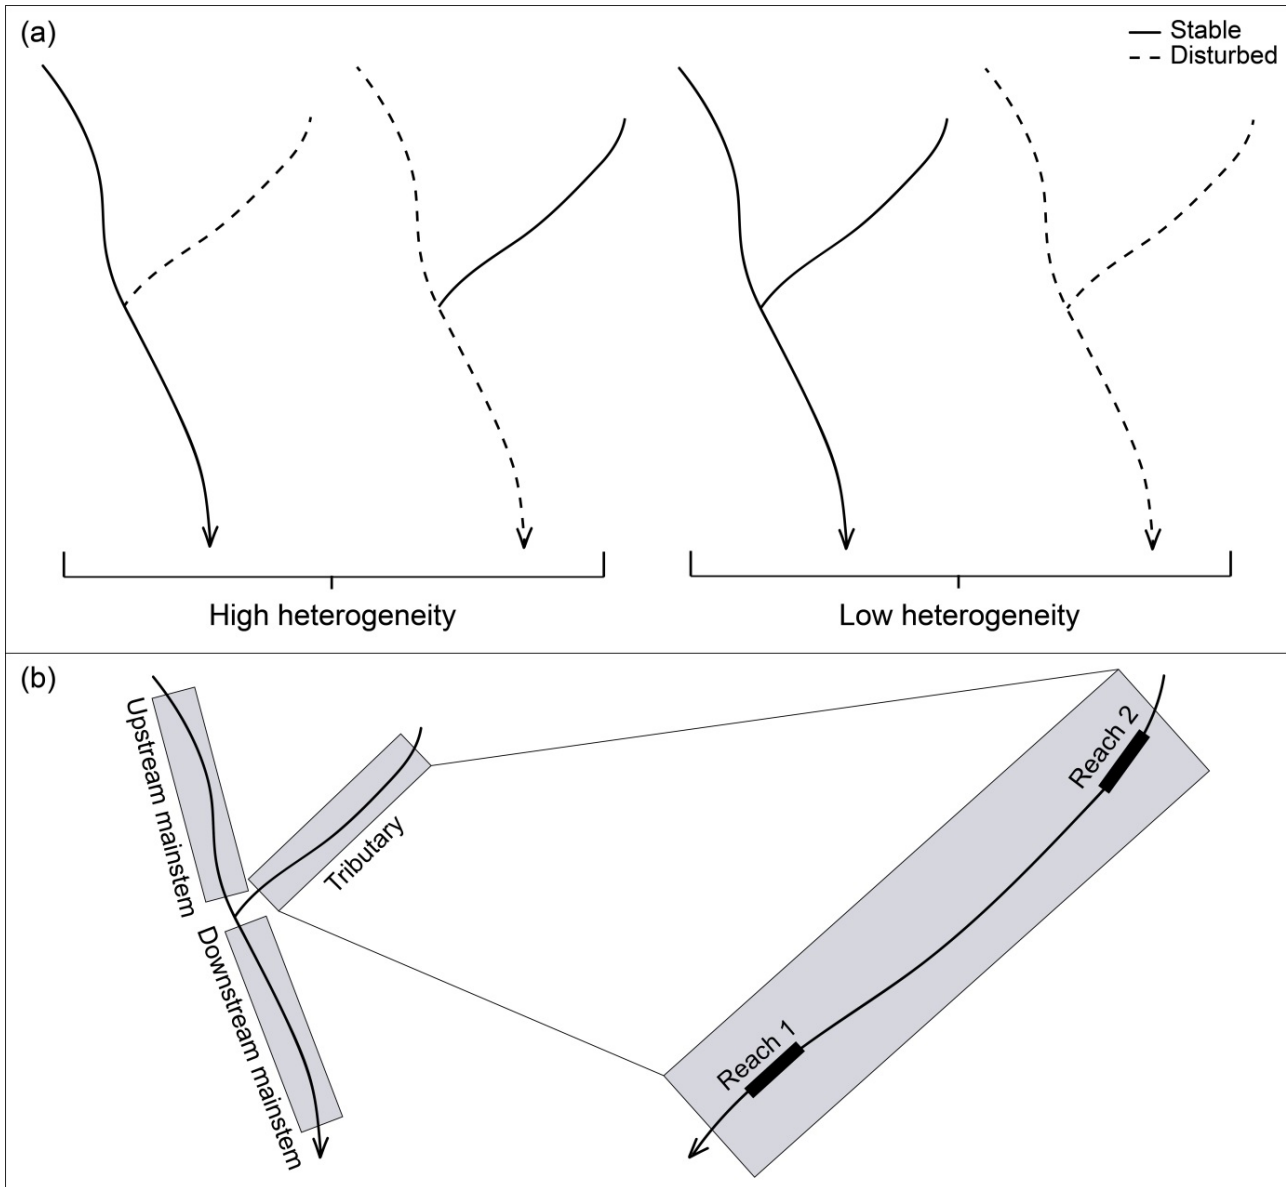 (a)
Stable
Disturbed
High heterogeneity
Low heterogeneity
(b)
Upstream mainstem
Tributary
Downstream mainstem
Reach 2
Reach 1